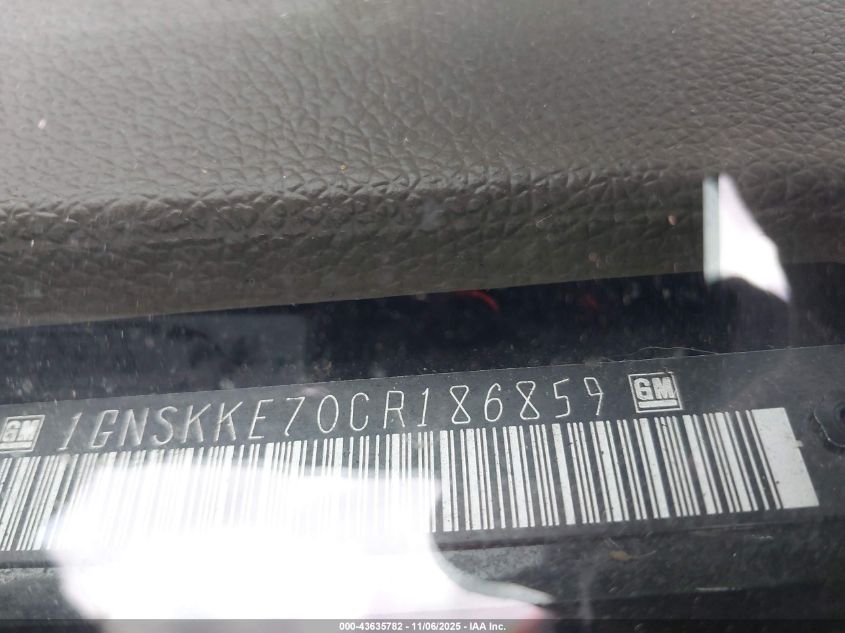 GM 1GNSKKE70CR186859 GM
000-43635782 - 11/06/2025 - IAA Inc.